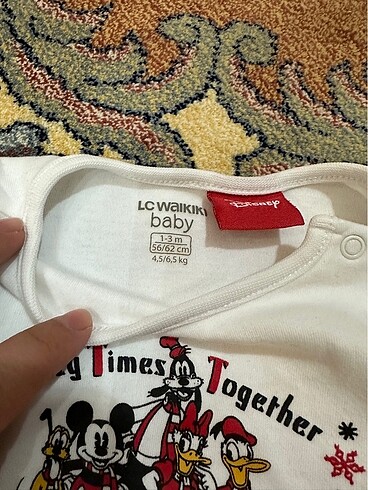 LC WAIKIKI
baby
1-3 m
56/62 cm
4,5/6,5 kg
Disney
Times Together